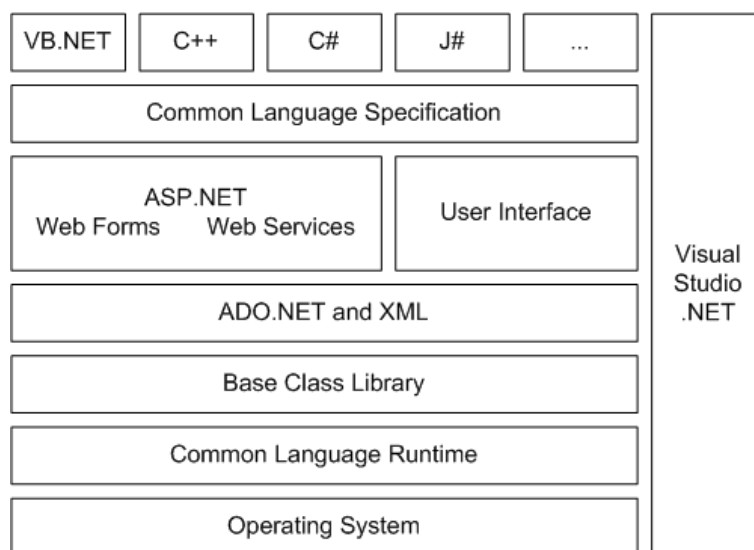 VB.NET C++ C# J# ...
Common Language Specification
ASP.NET
Web Forms Web Services
User Interface
ADO.NET and XML
Base Class Library
Common Language Runtime
Operating System
Visual
Studio
.NET